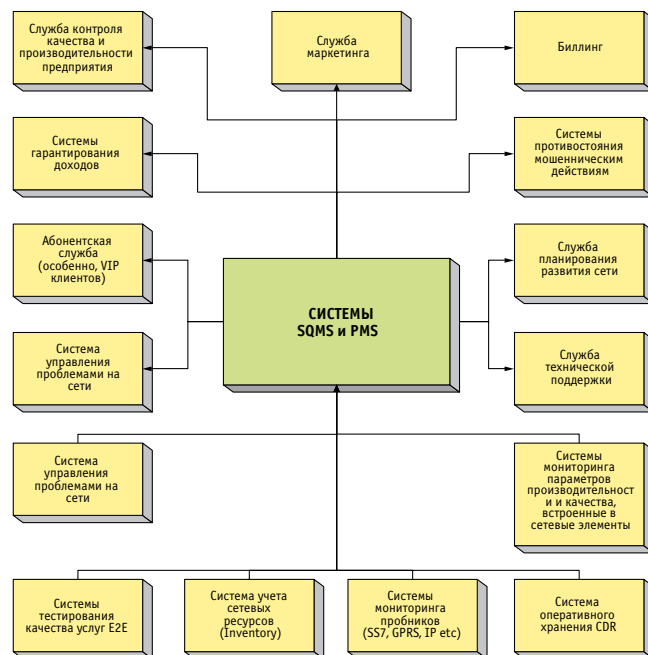 Служба контроля
качества и
производительности
предприятия
Служба
маркетинга
Биллинг
Системы
гарантирования
доходов
Системы
противостояния
мошенническим
действиям
Абонентская
служба
(особенно, VIP
клиентов)
СИСТЕМЫ
SQMS и PMS
Служба
планирования
развития сети
Система
управления
проблемами на
сети
Служба
технической
поддержки
Система
управления
проблемами на
сети
Системы
мониторинга
параметров
производительност
и и качества,
встроенные в
сетевые элементы
Системы
тестирования
качества услуг E2E
Система учета
сетевых
ресурсов
(Inventory)
Системы
мониторинга
пробников
(SS7, GPRS, IP etc)
Система
оперативного
хранения CDR